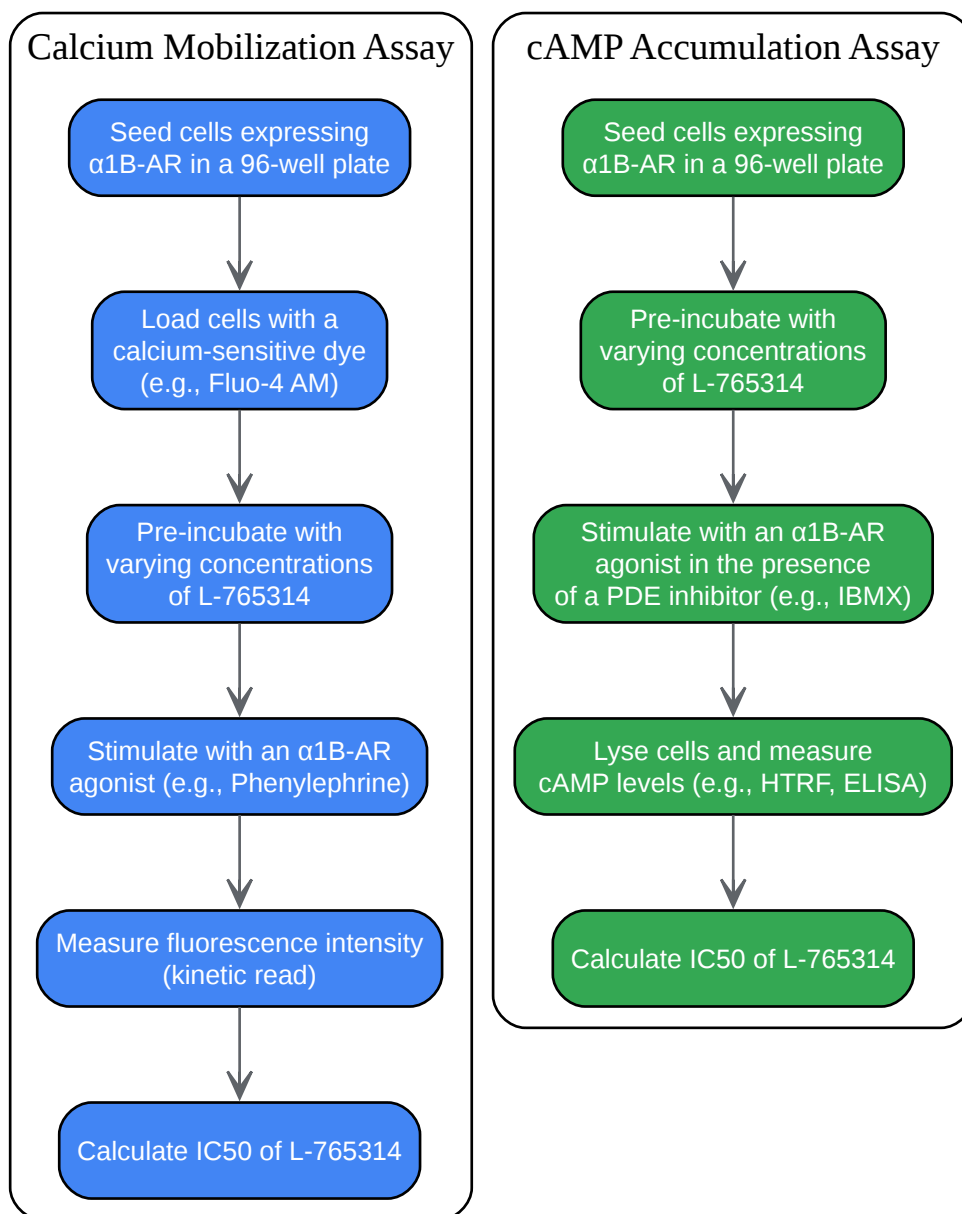 Calcium Mobilization Assay
Seed cells expressing
α1B-AR in a 96-well plate
Load cells with a
calcium-sensitive dye
(e.g., Fluo-4 AM)
Pre-incubate with
varying concentrations
of L-765314
Stimulate with an α1B-AR
agonist (e.g., Phenylephrine)
Measure fluorescence intensity
(kinetic read)
Calculate IC50 of L-765314
cAMP Accumulation Assay
Seed cells expressing
α1B-AR in a 96-well plate
Pre-incubate with
varying concentrations
of L-765314
Stimulate with an α1B-AR
agonist in the presence
of a PDE inhibitor (e.g., IBMX)
Lyse cells and measure
cAMP levels (e.g., HTRF, ELISA)
Calculate IC50 of L-765314